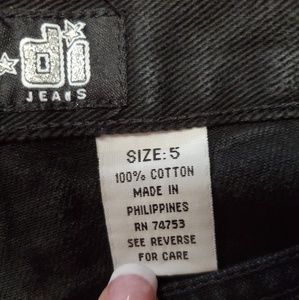 di
JEANS
SIZE: 5
100% COTTON
MADE IN
PHILIPPINES
RN 74753
SEE REVERSE
FOR CARE